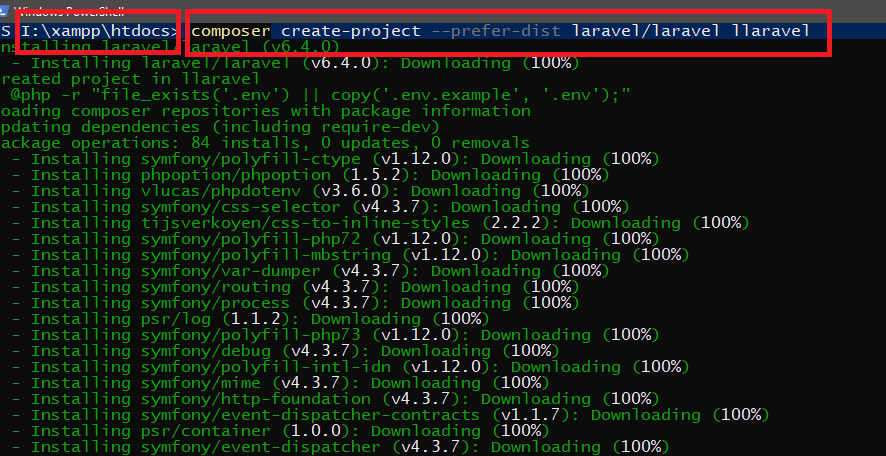 Windows PowerShell
S I:\xampp\htdocs> composer create-project --prefer-dist laravel/laravel llaravel
nstalling laravel/laravel (v6.4.0)
- Installing laravel/laravel (v6.4.0): Downloading (100%)
reated project in llaravel
@php -r "file_exists('.env') || copy('.env.example', '.env');"
oading composer repositories with package information
pdating dependencies (including require-dev)
ackage operations: 84 installs, 0 updates, 0 removals
- Installing symfony/polyfill-ctype (v1.12.0): Downloading (100%)
- Installing phpoption/phpoption (1.5.2): Downloading (100%)
- Installing vlucas/phpdotenv (v3.6.0): Downloading (100%)
- Installing symfony/css-selector (v4.3.7): Downloading (100%)
- Installing tijsverkoyen/css-to-inline-styles (2.2.2): Downloading (100%)
- Installing symfony/polyfill-php72 (v1.12.0): Downloading (100%)
- Installing symfony/polyfill-mbstring (v1.12.0): Downloading (100%)
- Installing symfony/var-dumper (v4.3.7): Downloading (100%)
- Installing symfony/routing (v4.3.7): Downloading (100%)
- Installing symfony/process (v4.3.7): Downloading (100%)
- Installing psr/log (1.1.2): Downloading (100%)
- Installing symfony/polyfill-php73 (v1.12.0): Downloading (100%)
- Installing symfony/debug (v4.3.7): Downloading (100%)
- Installing symfony/polyfill-intl-idn (v1.12.0): Downloading (100%)
- Installing symfony/mime (v4.3.7): Downloading (100%)
- Installing symfony/http-foundation (v4.3.7): Downloading (100%)
- Installing symfony/event-dispatcher-contracts (v1.1.7): Downloading (100%)
- Installing psr/container (1.0.0): Downloading (100%)
- Installing symfony/event-dispatcher (v4.3.7): Downloading (100%)